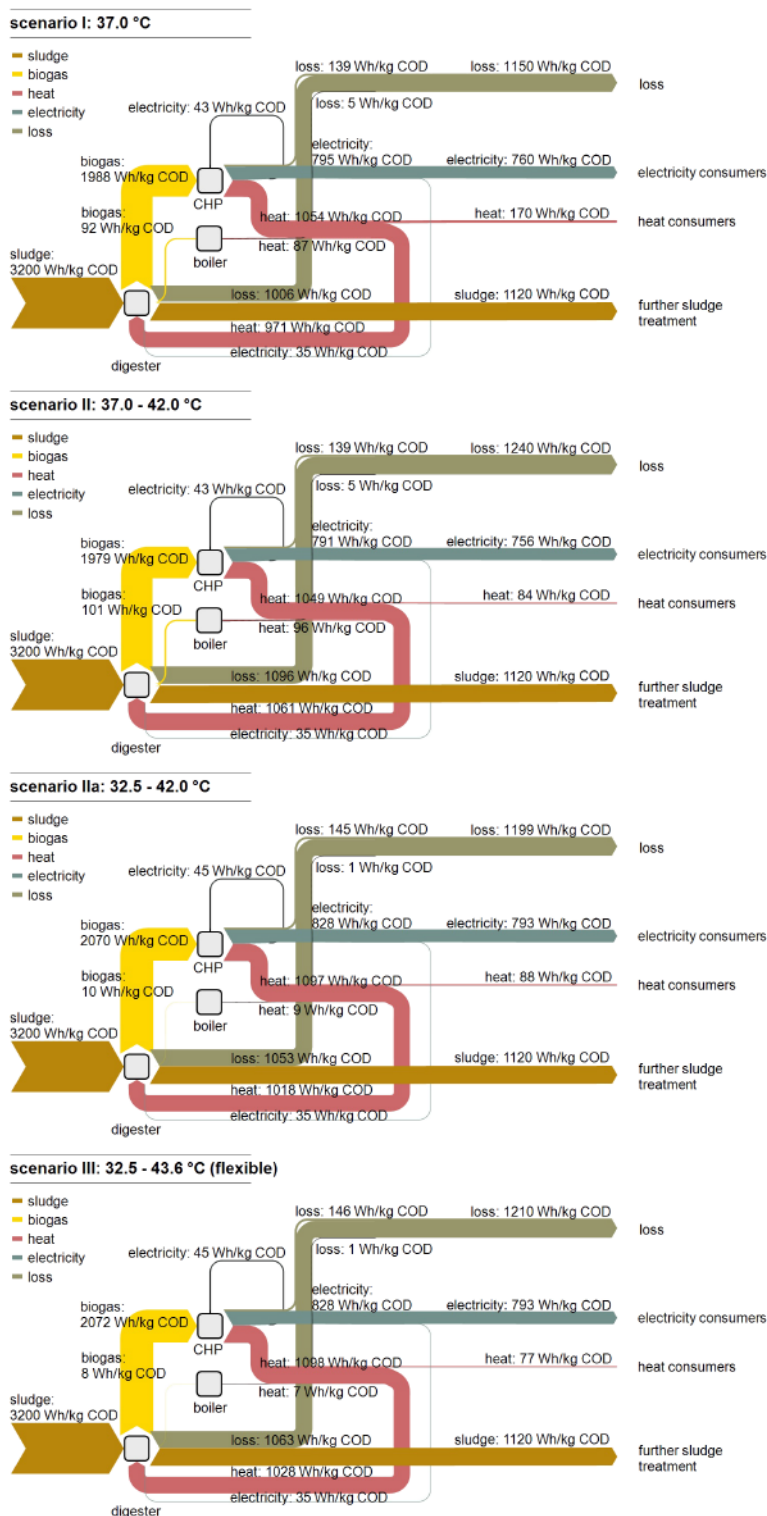 scenario I: 37.0 °C
sludge
biogas
heat
electricity
loss
loss: 139 Wh/kg COD
loss: 1150 Wh/kg COD
loss
loss: 5 Wh/kg COD
electricity: 43 Wh/kg COD
electricity:
795 Wh/kg COD
electricity: 760 Wh/kg COD
electricity consumers
biogas:
1988 Wh/kg COD
CHP
biogas:
92 Wh/kg COD
heat: 1054 Wh/kg COD
heat: 170 Wh/kg COD
heat consumers
heat: 87 Wh/kg COD
boiler
sludge:
3200 Wh/kg COD
loss: 1006 Wh/kg COD
sludge: 1120 Wh/kg COD
further sludge
treatment
heat: 971 Wh/kg COD
electricity: 35 Wh/kg COD
digester
scenario II: 37.0 - 42.0 °C
sludge
biogas
heat
electricity
loss
loss: 139 Wh/kg COD
loss: 1240 Wh/kg COD
loss
loss: 5 Wh/kg COD
electricity: 43 Wh/kg COD
electricity:
791 Wh/kg COD
electricity: 756 Wh/kg COD
electricity consumers
biogas:
1979 Wh/kg COD
CHP
biogas:
101 Wh/kg COD
heat: 1049 Wh/kg COD
heat: 84 Wh/kg COD
heat consumers
heat: 96 Wh/kg COD
boiler
sludge:
3200 Wh/kg COD
loss: 1096 Wh/kg COD
sludge: 1120 Wh/kg COD
further sludge
treatment
heat: 1061 Wh/kg COD
electricity: 35 Wh/kg COD
digester
scenario IIa: 32.5 - 42.0 °C
sludge
biogas
heat
electricity
loss
loss: 145 Wh/kg COD
loss: 1199 Wh/kg COD
loss
loss: 1 Wh/kg COD
electricity: 45 Wh/kg COD
electricity:
828 Wh/kg COD
electricity: 793 Wh/kg COD
electricity consumers
biogas:
2070 Wh/kg COD
CHP
biogas:
10 Wh/kg COD
heat: 1097 Wh/kg COD
heat: 88 Wh/kg COD
heat consumers
heat: 9 Wh/kg COD
boiler
sludge:
3200 Wh/kg COD
loss: 1053 Wh/kg COD
sludge: 1120 Wh/kg COD
further sludge
treatment
heat: 1018 Wh/kg COD
electricity: 35 Wh/kg COD
digester
scenario III: 32.5 - 43.6 °C (flexible)
sludge
biogas
heat
electricity
loss
loss: 146 Wh/kg COD
loss: 1210 Wh/kg COD
loss
loss: 1 Wh/kg COD
electricity: 45 Wh/kg COD
electricity:
828 Wh/kg COD
electricity: 793 Wh/kg COD
electricity consumers
biogas:
2072 Wh/kg COD
CHP
biogas:
8 Wh/kg COD
heat: 1098 Wh/kg COD
heat: 77 Wh/kg COD
heat consumers
heat: 7 Wh/kg COD
boiler
sludge:
3200 Wh/kg COD
loss: 1063 Wh/kg COD
sludge: 1120 Wh/kg COD
further sludge
treatment
heat: 1028 Wh/kg COD
electricity: 35 Wh/kg COD
digester